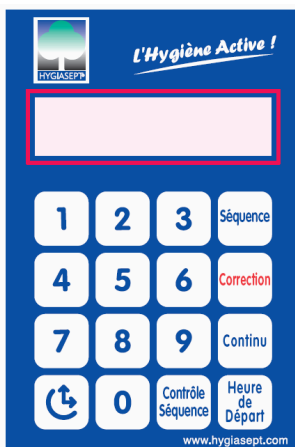 L'Hygiène Active !
HYGIASEPT
1 2 3 Séquence
4 5 6 Correction
7 8 9 Continu
0 Contrôle Séquence Heure de Départ
www.hygiasept.com